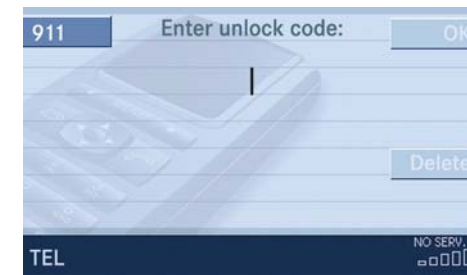 911
Enter unlock code:
OK
Delete
TEL
NO SERV.